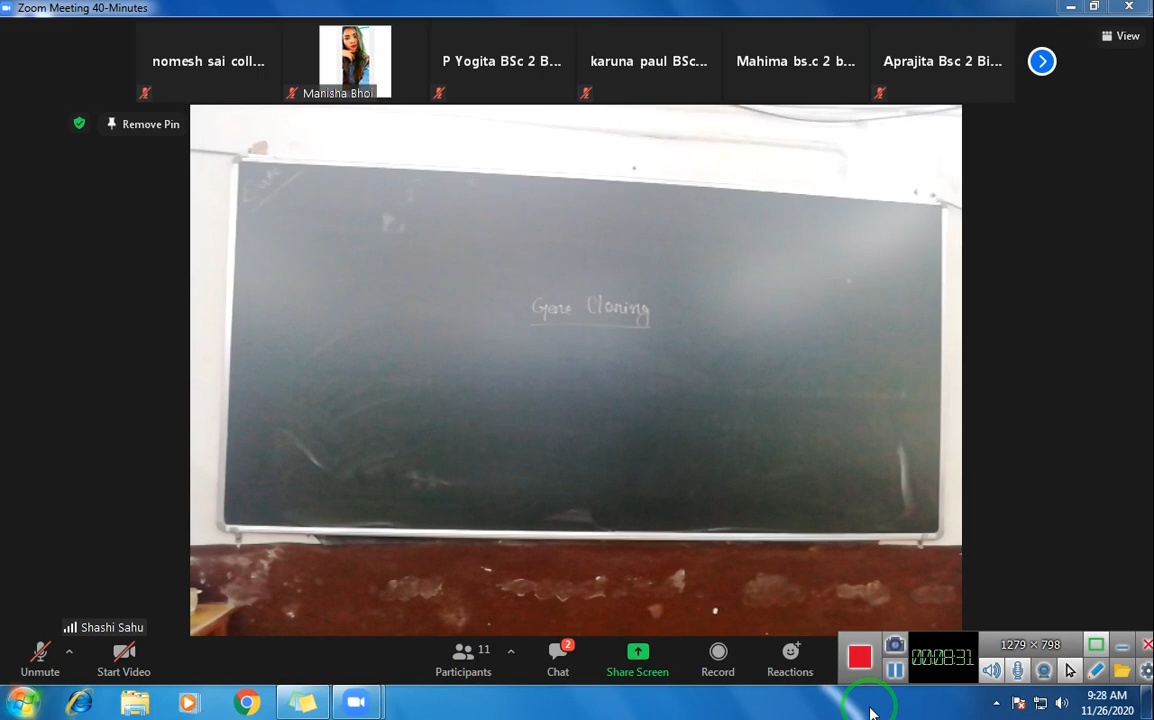 Zoom Meeting 40-Minutes
View
nomesh sai coll...
Manisha Bhoi
P Yogita BSc 2 B...
karuna paul BSc...
Mahima bs.c 2 b...
Aprajita Bsc 2 Bi...
Remove Pin
Gene Cloning
Shashi Sahu
Unmute
Start Video
Participants
11
Chat
2
Share Screen
Record
Reactions
00:08:31
1279 × 798
9:28 AM
11/26/2020